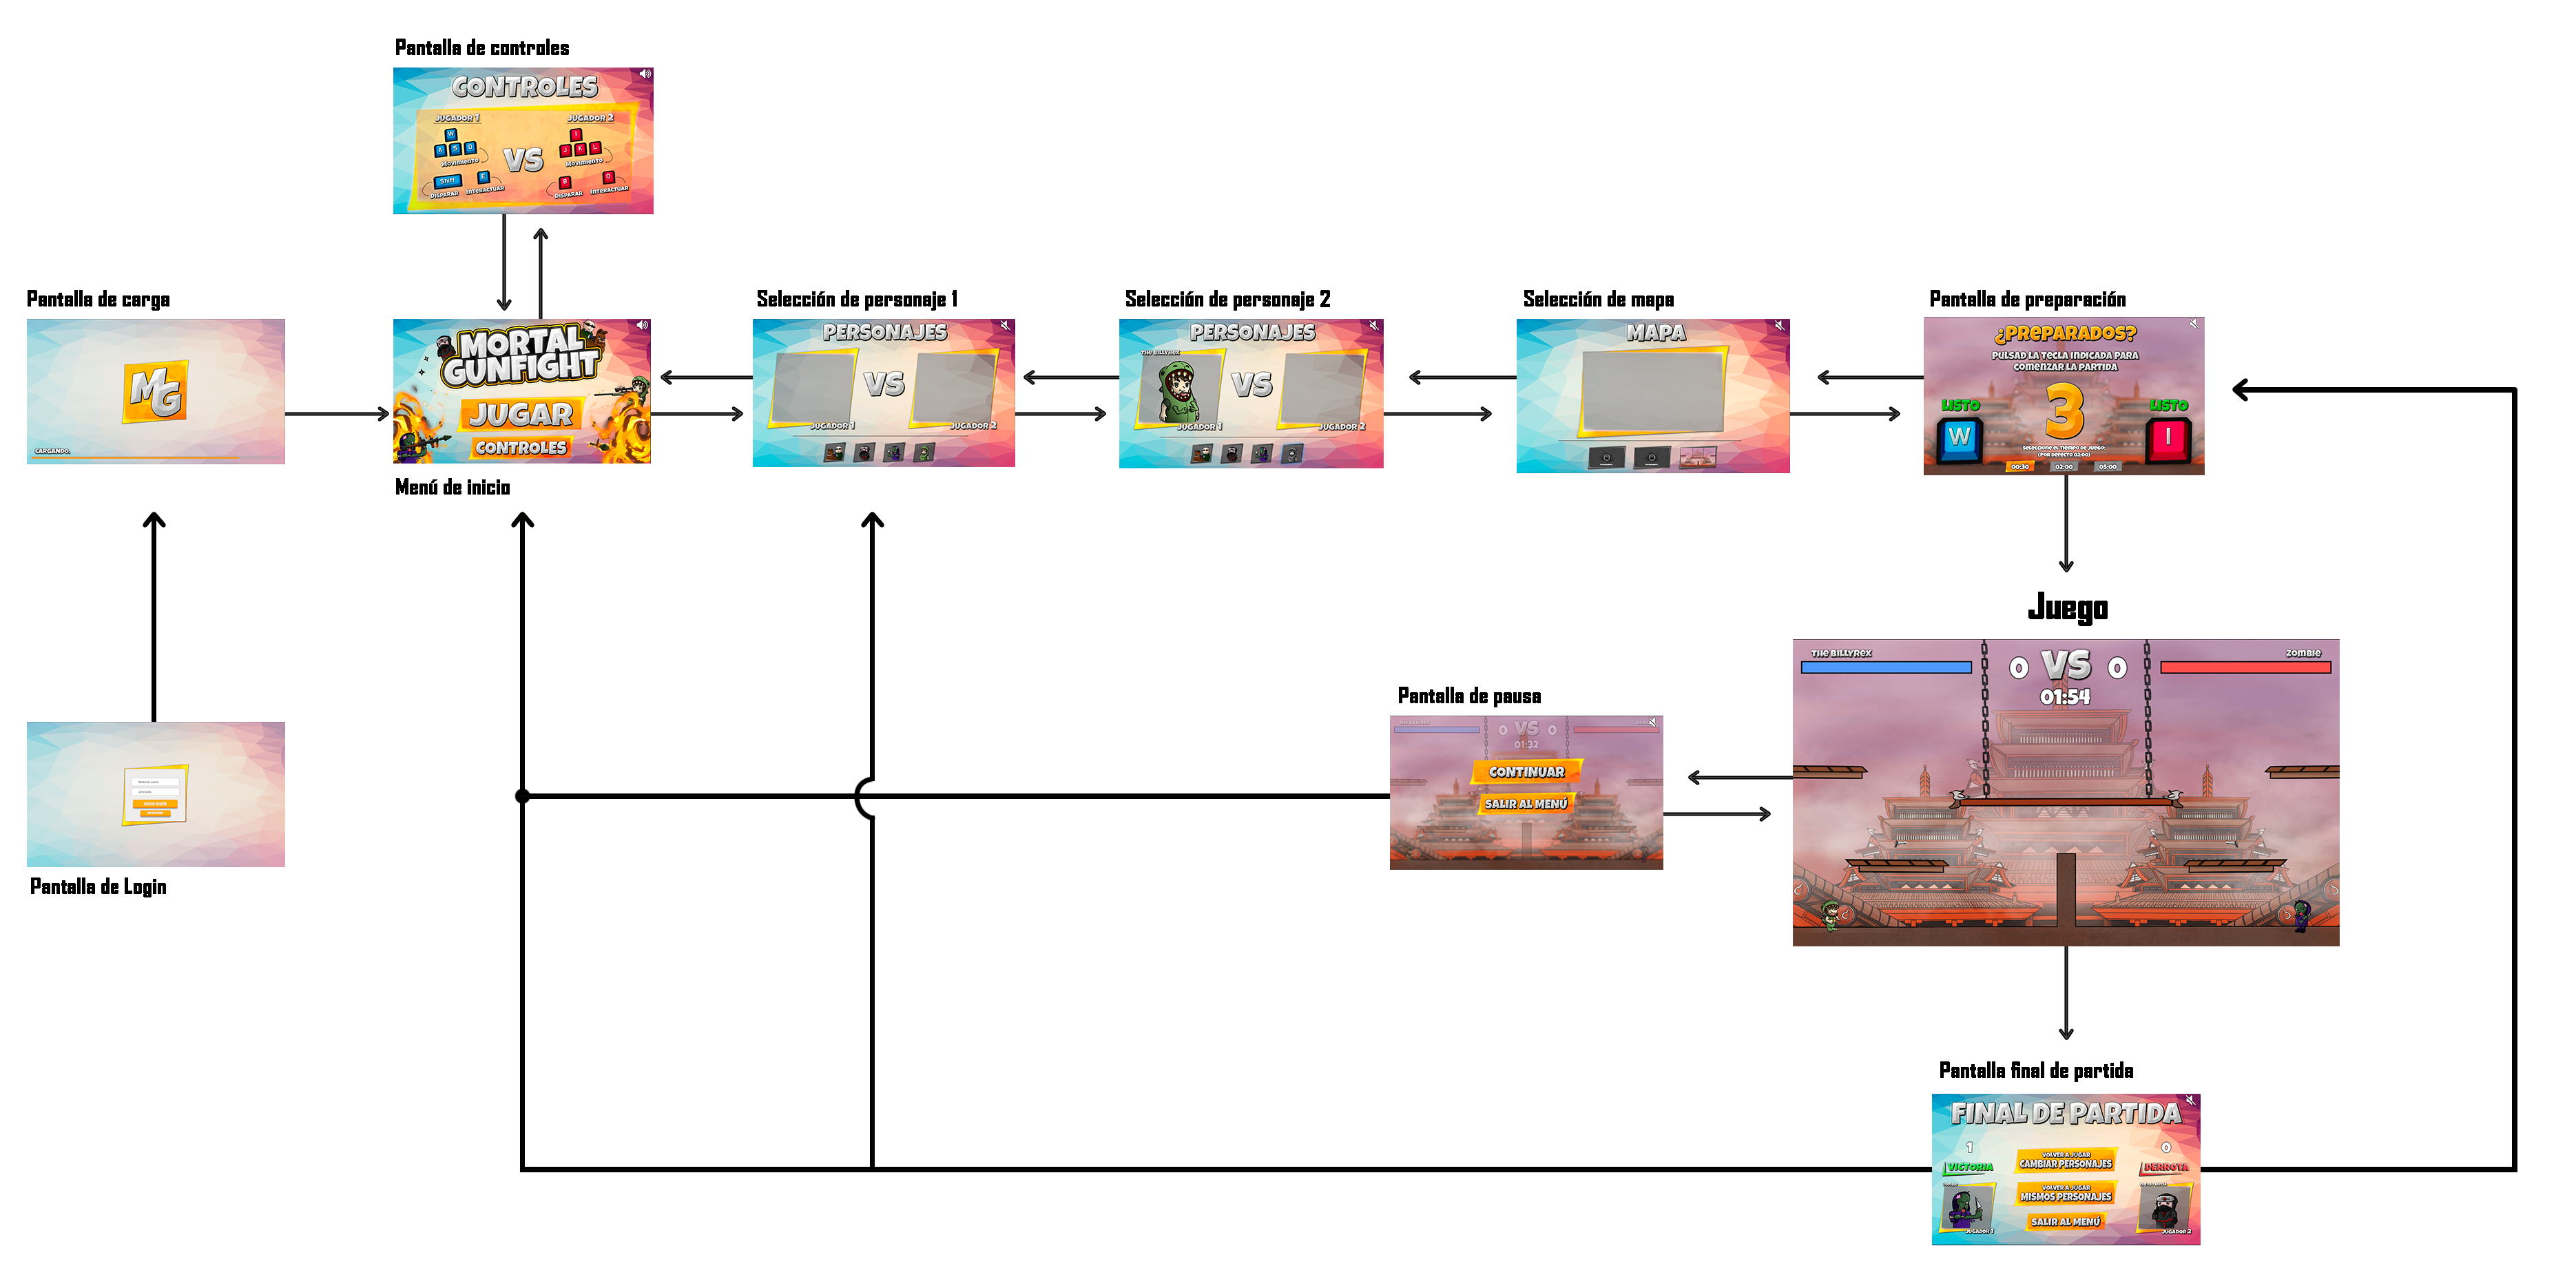 Pantalla de controles
CONTROLES
JUGADOR 1
JUGADOR 2
W
A S D
Movimiento
VS
I
J K L
Movimiento
Shift
E
Disparar
Interactuar
B
O
Disparar
Interactuar
Pantalla de carga
MG
CARGANDO
MORTAL
GUNFIGHT
JUGAR
CONTROLES
Menú de inicio
Selección de personaje 1
PERSONAJES
VS
JUGADOR 1
JUGADOR 2
Selección de personaje 2
PERSONAJES
THE BILLYREX
VS
JUGADOR 1
JUGADOR 2
Selección de mapa
MAPA
Pantalla de preparación
¿PREPARADOS?
PULSAD LA TECLA INDICADA PARA
COMENZAR LA PARTIDA
3
LISTO
LISTO
W
I
SELECCIONE EL TIEMPO DE JUEGO
(POR DEFECTO 02:00)
00:30
02:00
05:00
Juego
THE BILLYREX
0 VS 0
ZOMBIE
01:54
Pantalla de pausa
0 VS 0
01:32
CONTINUAR
SALIR AL MENÚ
Pantalla de Login
Pantalla final de partida
FINAL DE PARTIDA
1
0
VICTORIA
DERROTA
VOLVER A JUGAR
CAMBIAR PERSONAJES
VOLVER A JUGAR
MISMOS PERSONAJES
SALIR AL MENÚ
JUGADOR 1
JUGADOR 2